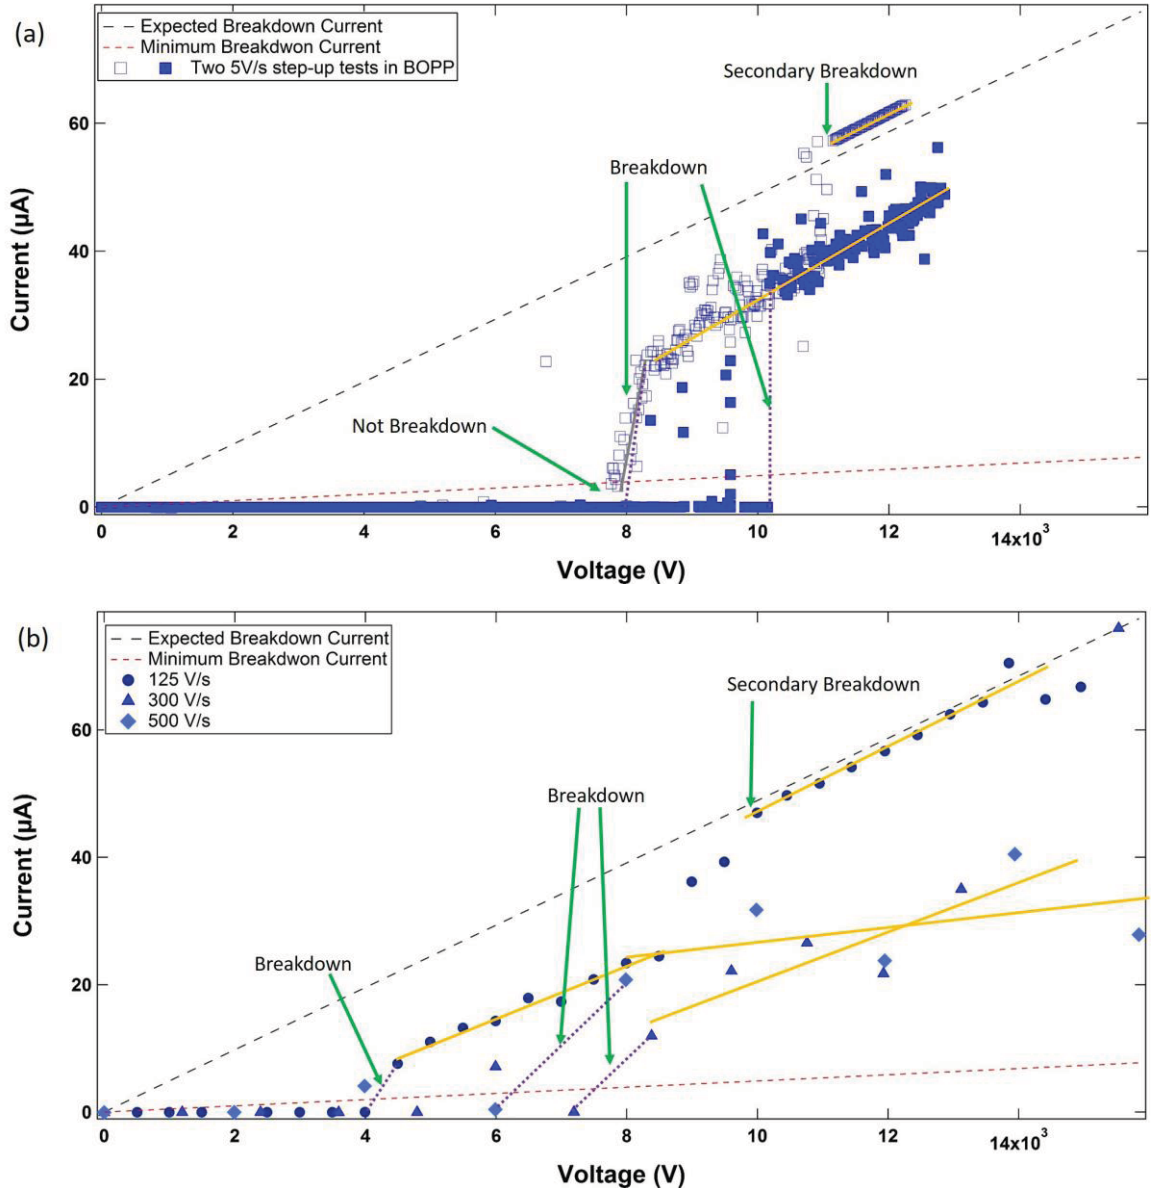 (a)
Expected Breakdown Current
Minimum Breakdwon Current
Two 5V/s step-up tests in BOPP
Secondary Breakdown
Breakdown
Not Breakdown
Current (µA)
60
40
20
0
0 2 4 6 8 10 12 14x10³
Voltage (V)
(b)
Expected Breakdown Current
Minimum Breakdwon Current
125 V/s
300 V/s
500 V/s
Secondary Breakdown
Breakdown
Breakdown
Current (µA)
60
40
20
0
0 2 4 6 8 10 12 14x10³
Voltage (V)